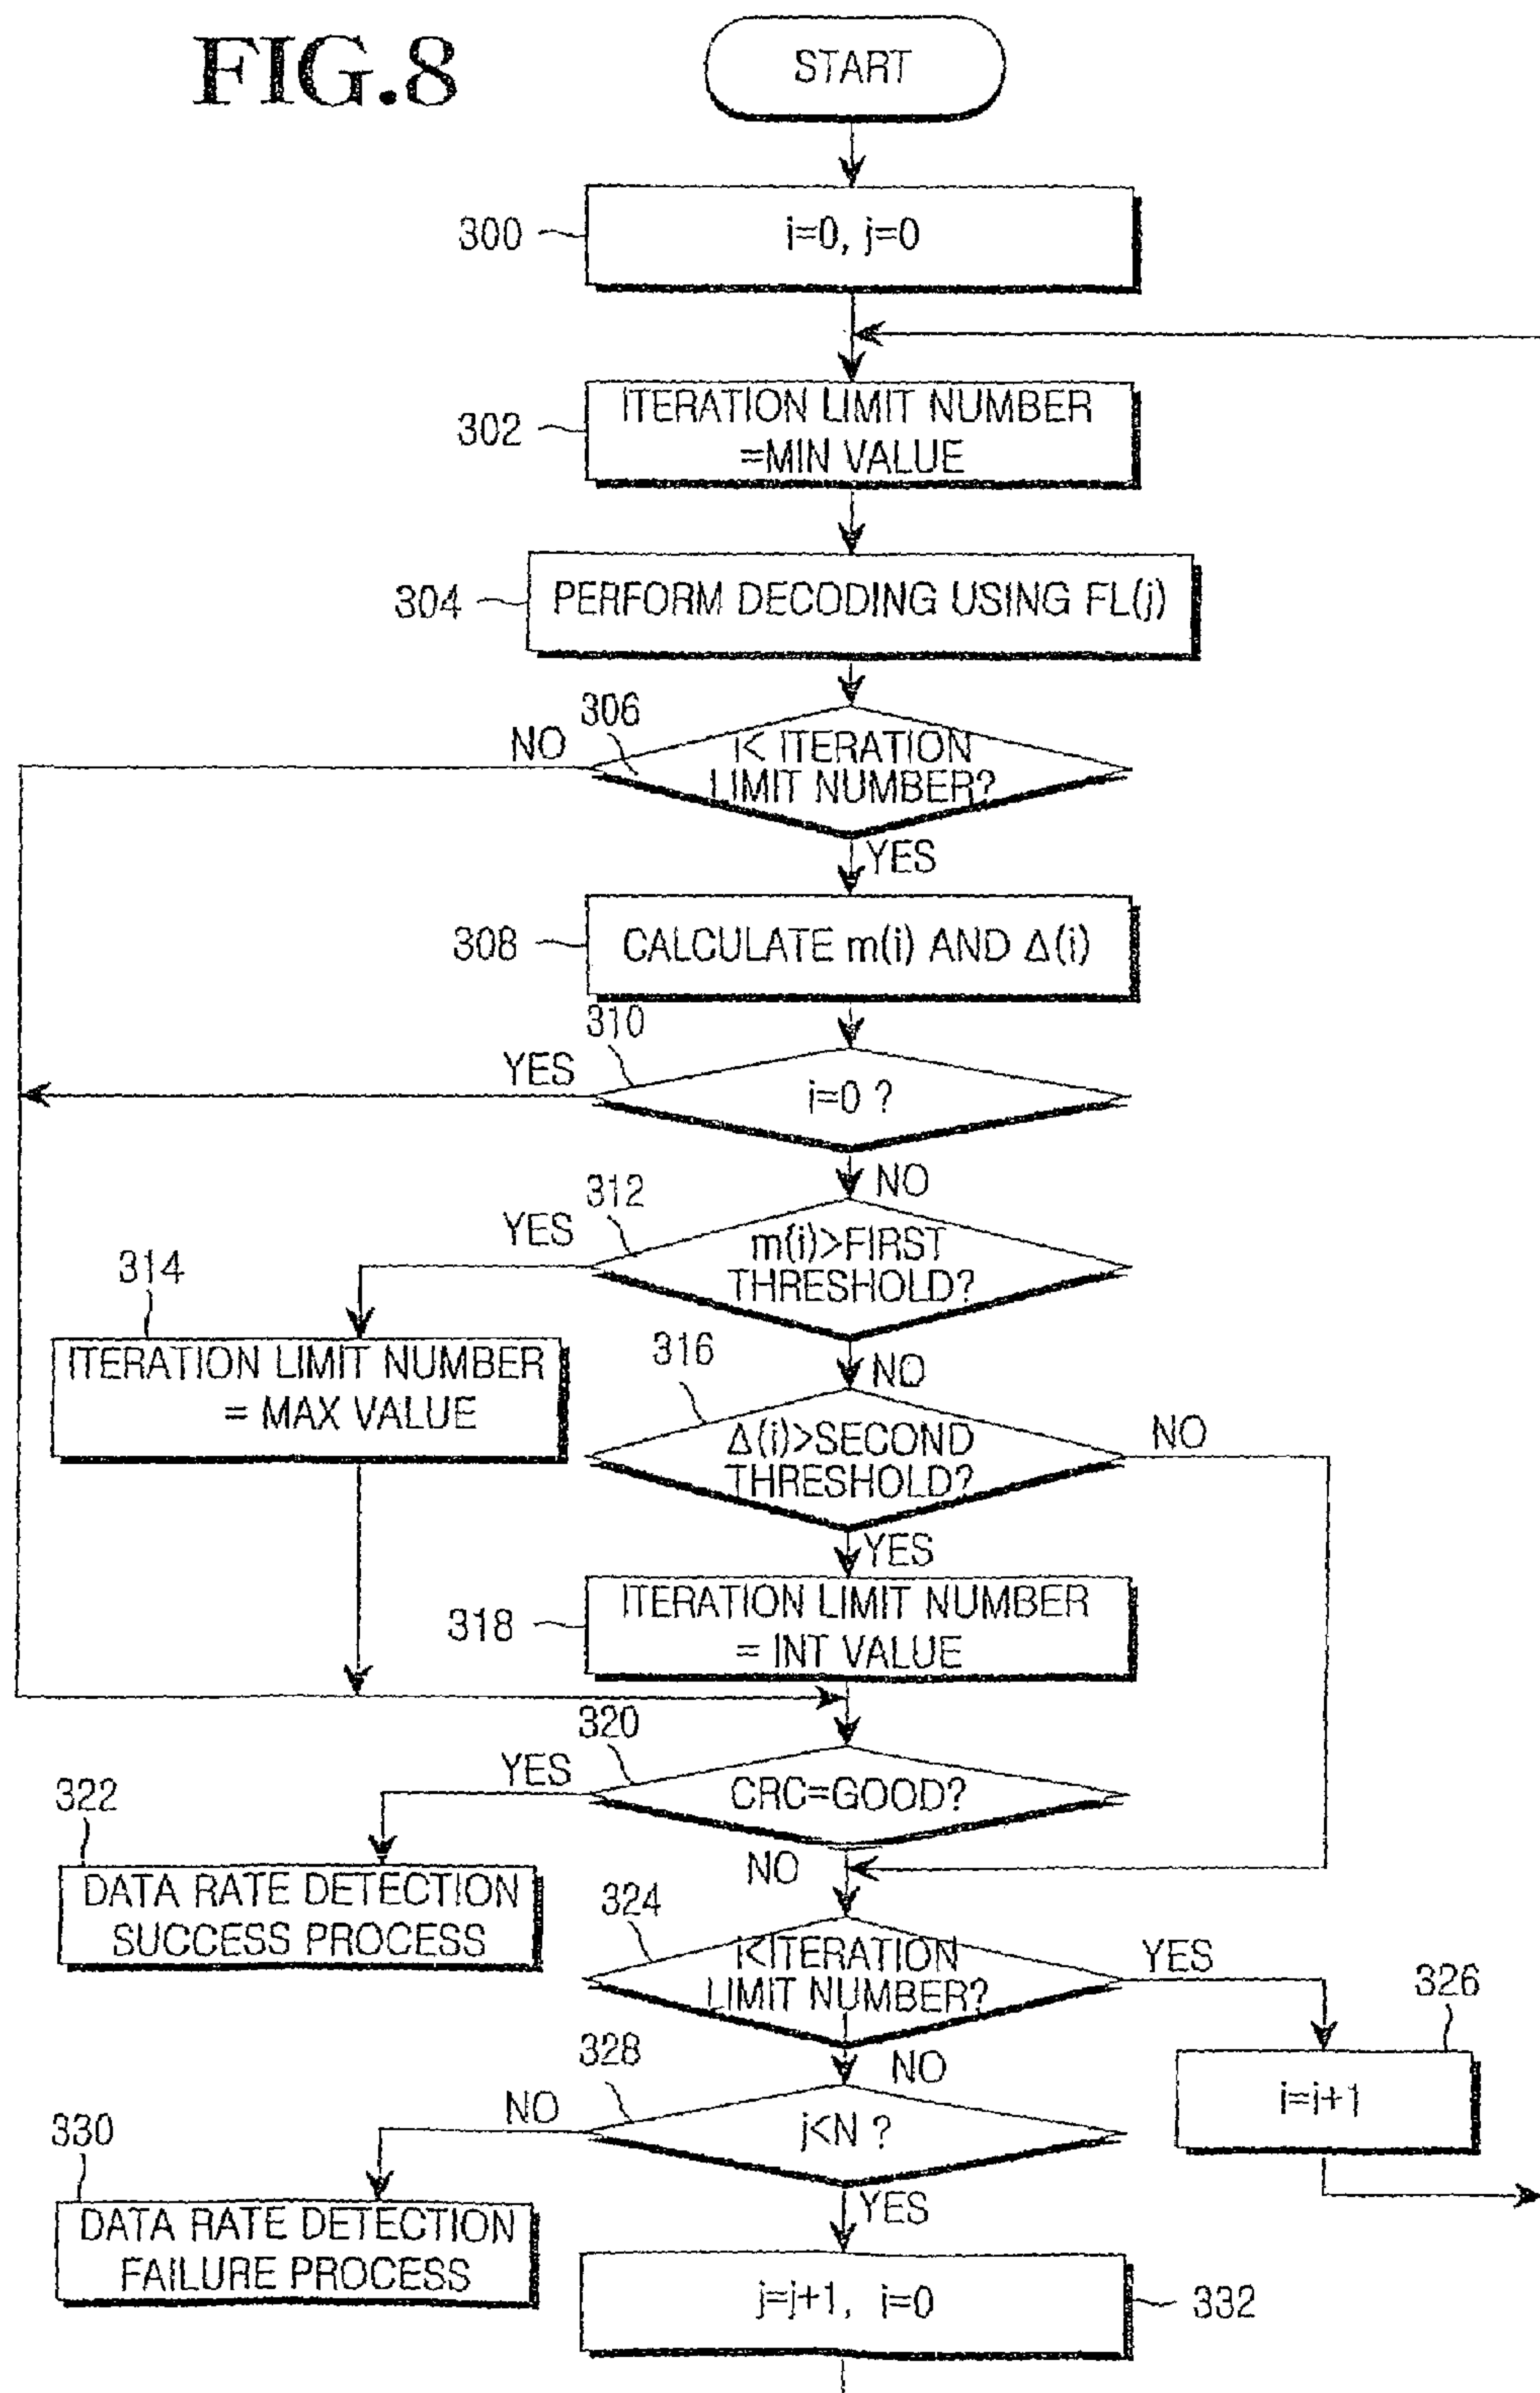 FIG.8
START
300
i=0, j=0
302
ITERATION LIMIT NUMBER
=MIN VALUE
304
PERFORM DECODING USING FL(j)
306
NO
i< ITERATION
LIMIT NUMBER?
YES
308
CALCULATE m(i) AND Δ(i)
310
YES
i=0 ?
NO
312
YES
m(i)>FIRST
THRESHOLD?
314
NO
ITERATION LIMIT NUMBER
= MAX VALUE
316
Δ(i)>SECOND
THRESHOLD?
NO
YES
318
ITERATION LIMIT NUMBER
= INT VALUE
320
YES
CRC=GOOD?
322
NO
DATA RATE DETECTION
SUCCESS PROCESS
324
i<ITERATION
LIMIT NUMBER?
YES
326
328
NO
i=i+1
NO
j<N ?
330
YES
DATA RATE DETECTION
FAILURE PROCESS
j=j+1, i=0
332